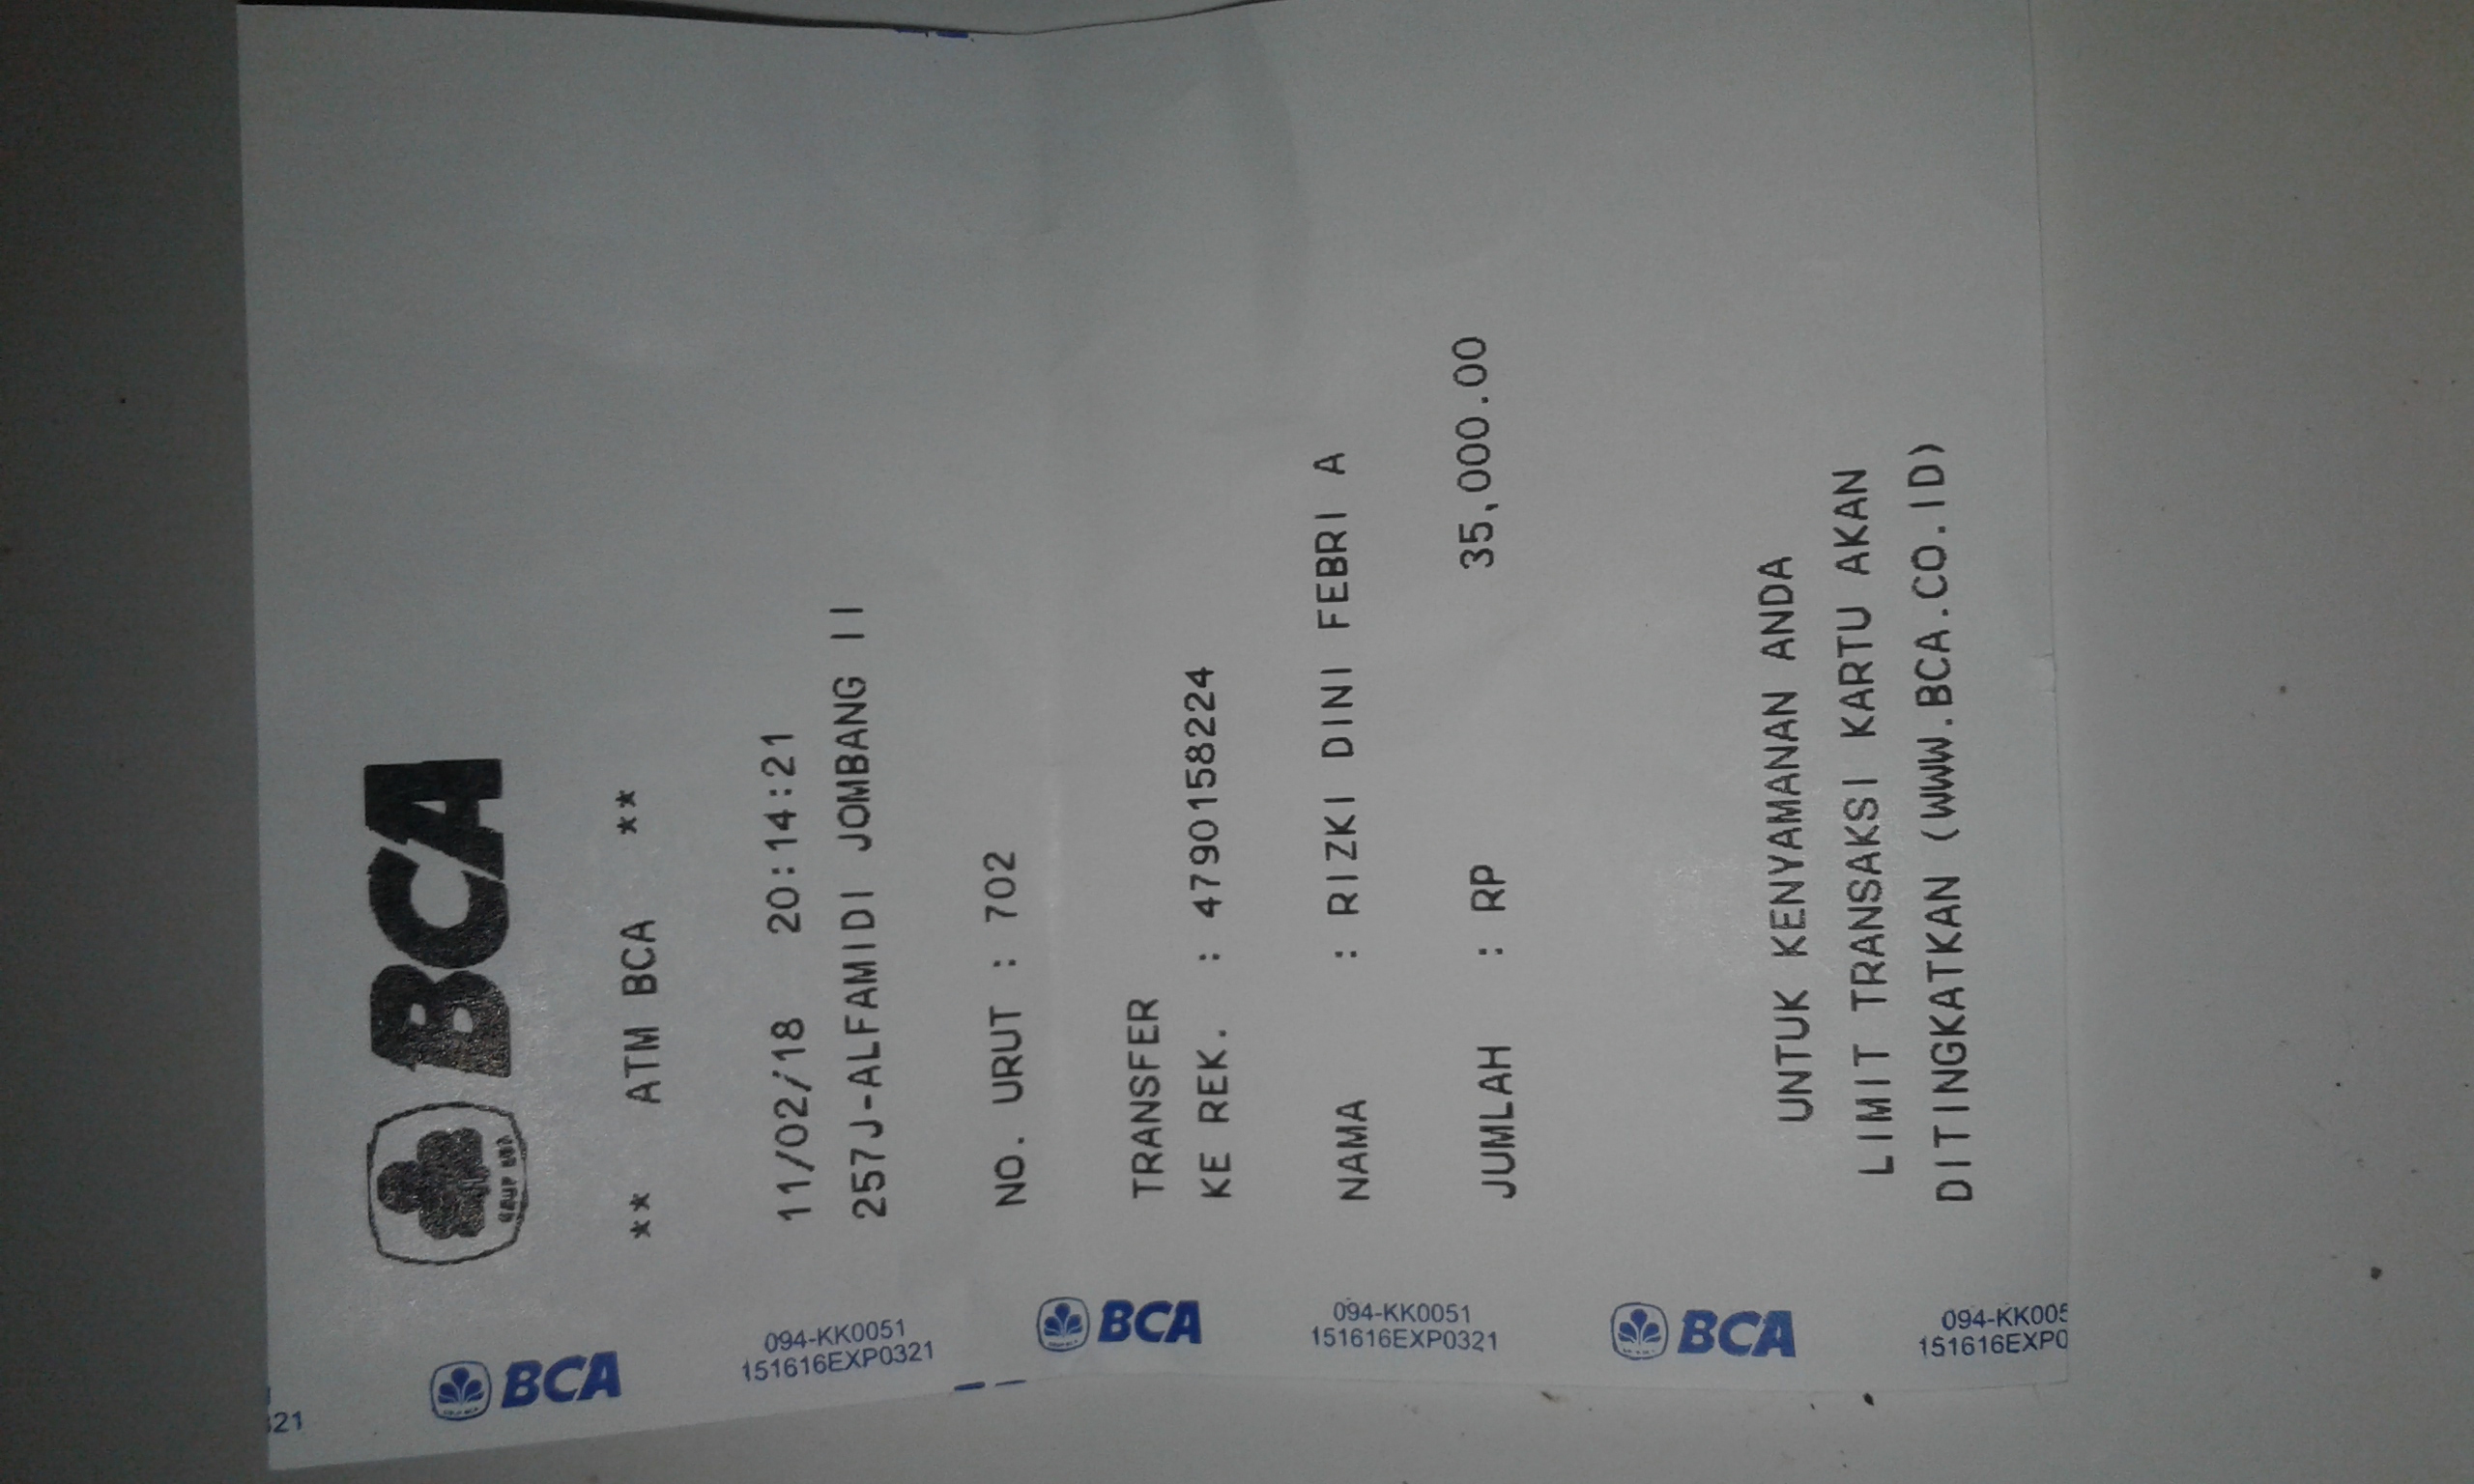 BCA
** ATM BCA **
11/02/18 20:14:21
257J-ALFAMIDI JOMBANG II
NO. URUT : 702
TRANSFER
KE REK. : 4790158224
NAMA : RIZKI DINI FEBRI A
JUMLAH : RP 35,000.00
UNTUK KENYAMANAN ANDA
LIMIT TRANSAKSI KARTU AKAN
DITINGKATKAN (WWW.BCA.CO.ID)
321
BCA
094-KK0051
151616EXP0321
BCA
094-KK0051
151616EXP0321
BCA
094-KK005
151616EXP0